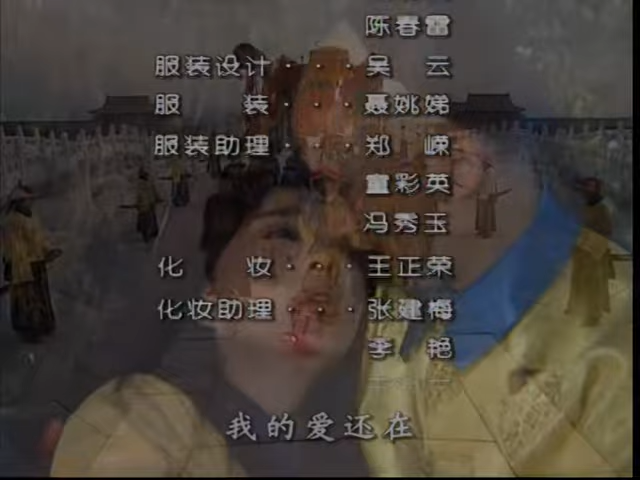 陈春雷
服装设计··吴 云
服 装··聂姚娣
服装助理··郑 嵘
童彩英
冯秀玉
化 妆··王正荣
化妆助理··张建梅
李 艳
我的爱还在